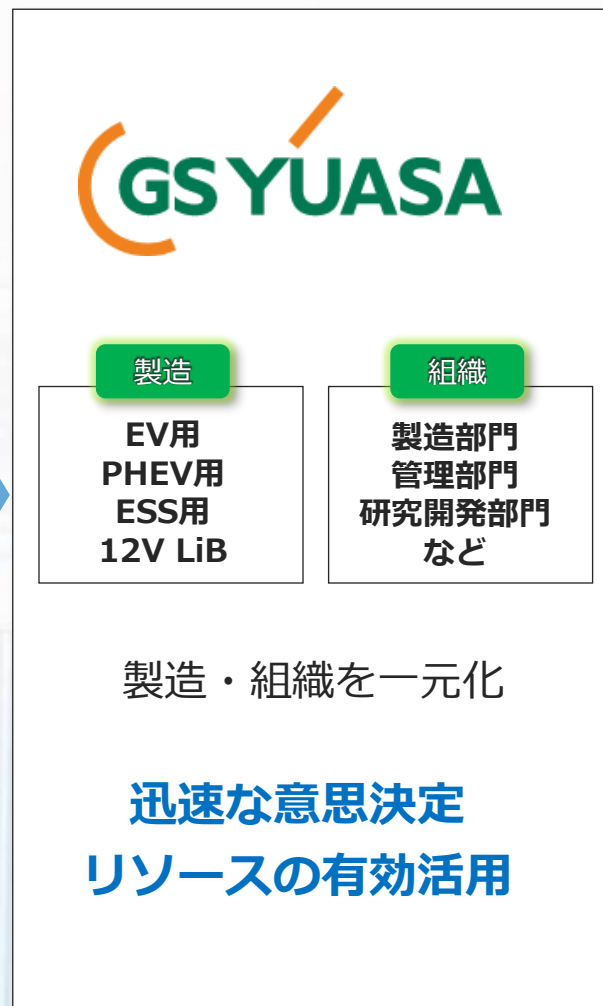 GS YUASA
製造
EV用
PHEV用
ESS用
12V LiB
組織
製造部門
管理部門
研究開発部門
など
製造・組織を一元化
迅速な意思決定
リソースの有効活用